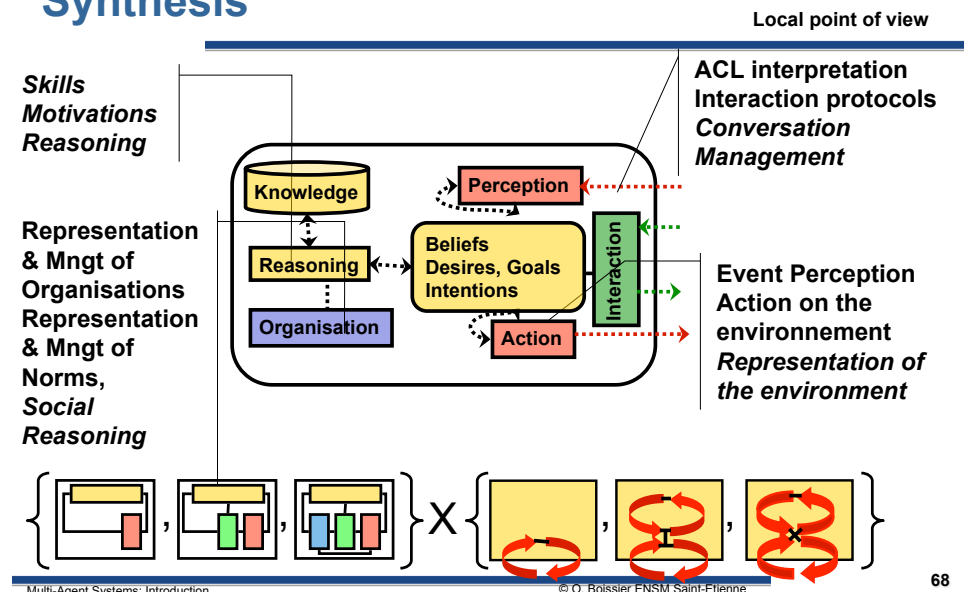 Synthesis
Local point of view
Skills
Motivations
Reasoning
ACL interpretation
Interaction protocols
Conversation
Management
Knowledge
Perception
Representation
& Mngt of
Organisations
Representation
& Mngt of
Norms,
Social
Reasoning
Reasoning
Beliefs
Desires, Goals
Intentions
Interaction
Organisation
Action
Event Perception
Action on the
environnement
Representation of
the environment
{ , , } X { , , }
Multi-Agent Systems: Introduction
© O. Boissier ENSM Saint-Etienne
68